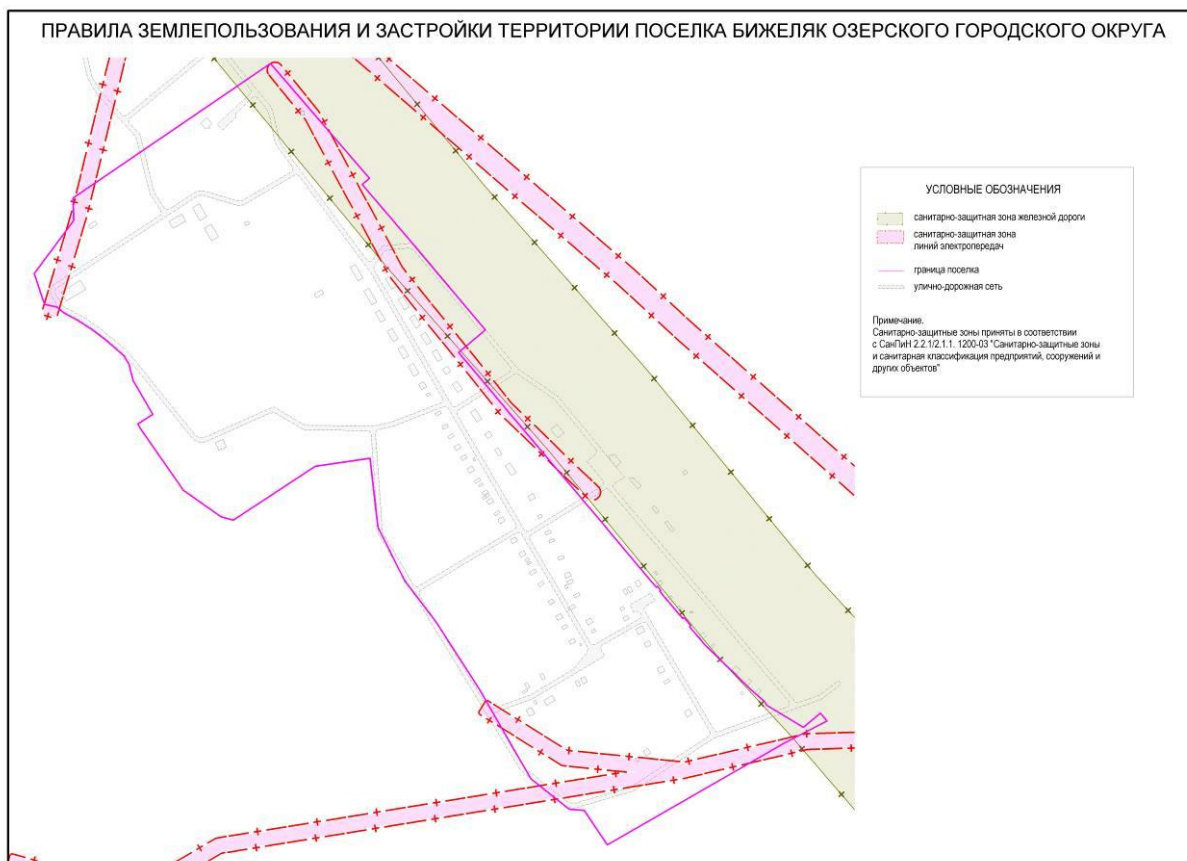 ПРАВИЛА ЗЕМЛЕПОЛЬЗОВАНИЯ И ЗАСТРОЙКИ ТЕРРИТОРИИ ПОСЕЛКА БИЖЕЛЯК ОЗЕРСКОГО ГОРОДСКОГО ОКРУГА
УСЛОВНЫЕ ОБОЗНАЧЕНИЯ
санитарно-защитная зона железной дороги
санитарно-защитная зона
линий электропередач
граница поселка
улично-дорожная сеть
Примечание.
Санитарно-защитные зоны приняты в соответствии
с СанПиН 2.2.1/2.1.1. 1200-03 "Санитарно-защитные зоны
и санитарная классификация предприятий, сооружений и
других объектов"